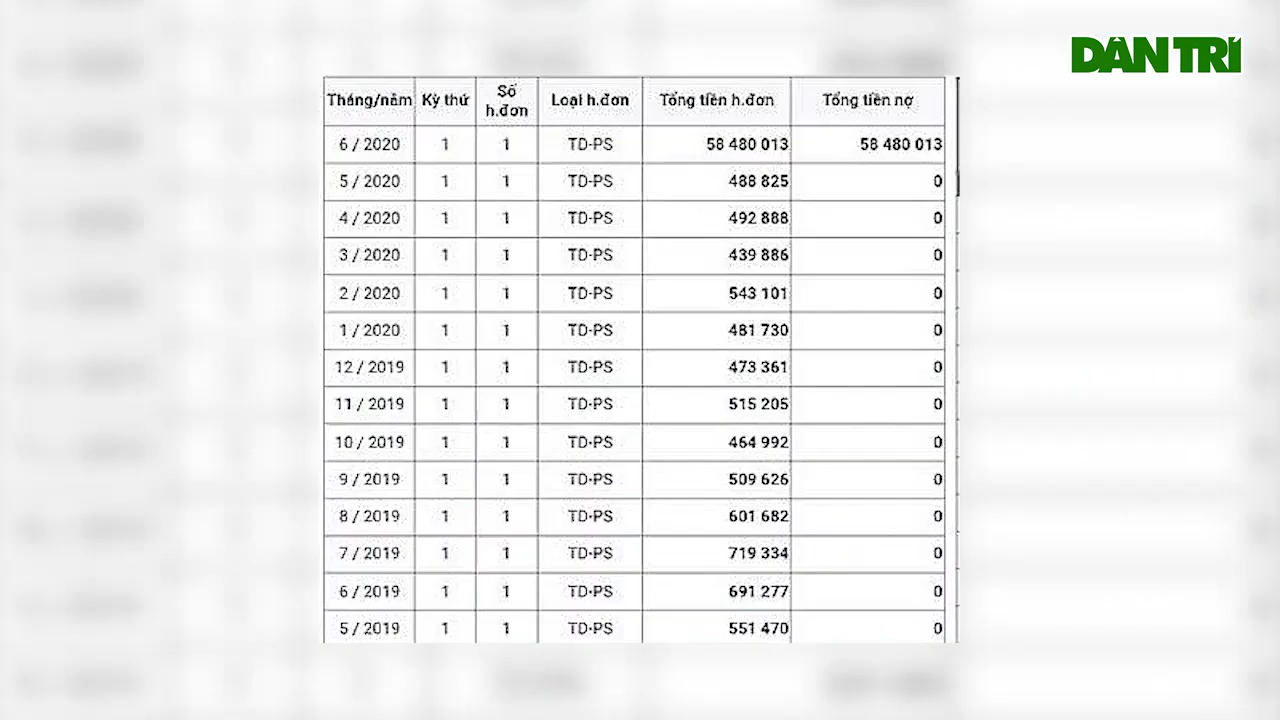 DÂN TRÍ
Tháng/năm Kỳ thứ Số h.đơn Loại h.đơn Tổng tiền h.đơn Tổng tiền nợ
6 / 2020 1 1 TD-PS 58 480 013 58 480 013
5 / 2020 1 1 TD-PS 488 825 0
4 / 2020 1 1 TD-PS 492 888 0
3 / 2020 1 1 TD-PS 439 886 0
2 / 2020 1 1 TD-PS 543 101 0
1 / 2020 1 1 TD-PS 481 730 0
12 / 2019 1 1 TD-PS 473 361 0
11 / 2019 1 1 TD-PS 515 205 0
10 / 2019 1 1 TD-PS 464 992 0
9 / 2019 1 1 TD-PS 509 626 0
8 / 2019 1 1 TD-PS 601 682 0
7 / 2019 1 1 TD-PS 719 334 0
6 / 2019 1 1 TD-PS 691 277 0
5 / 2019 1 1 TD-PS 551 470 0